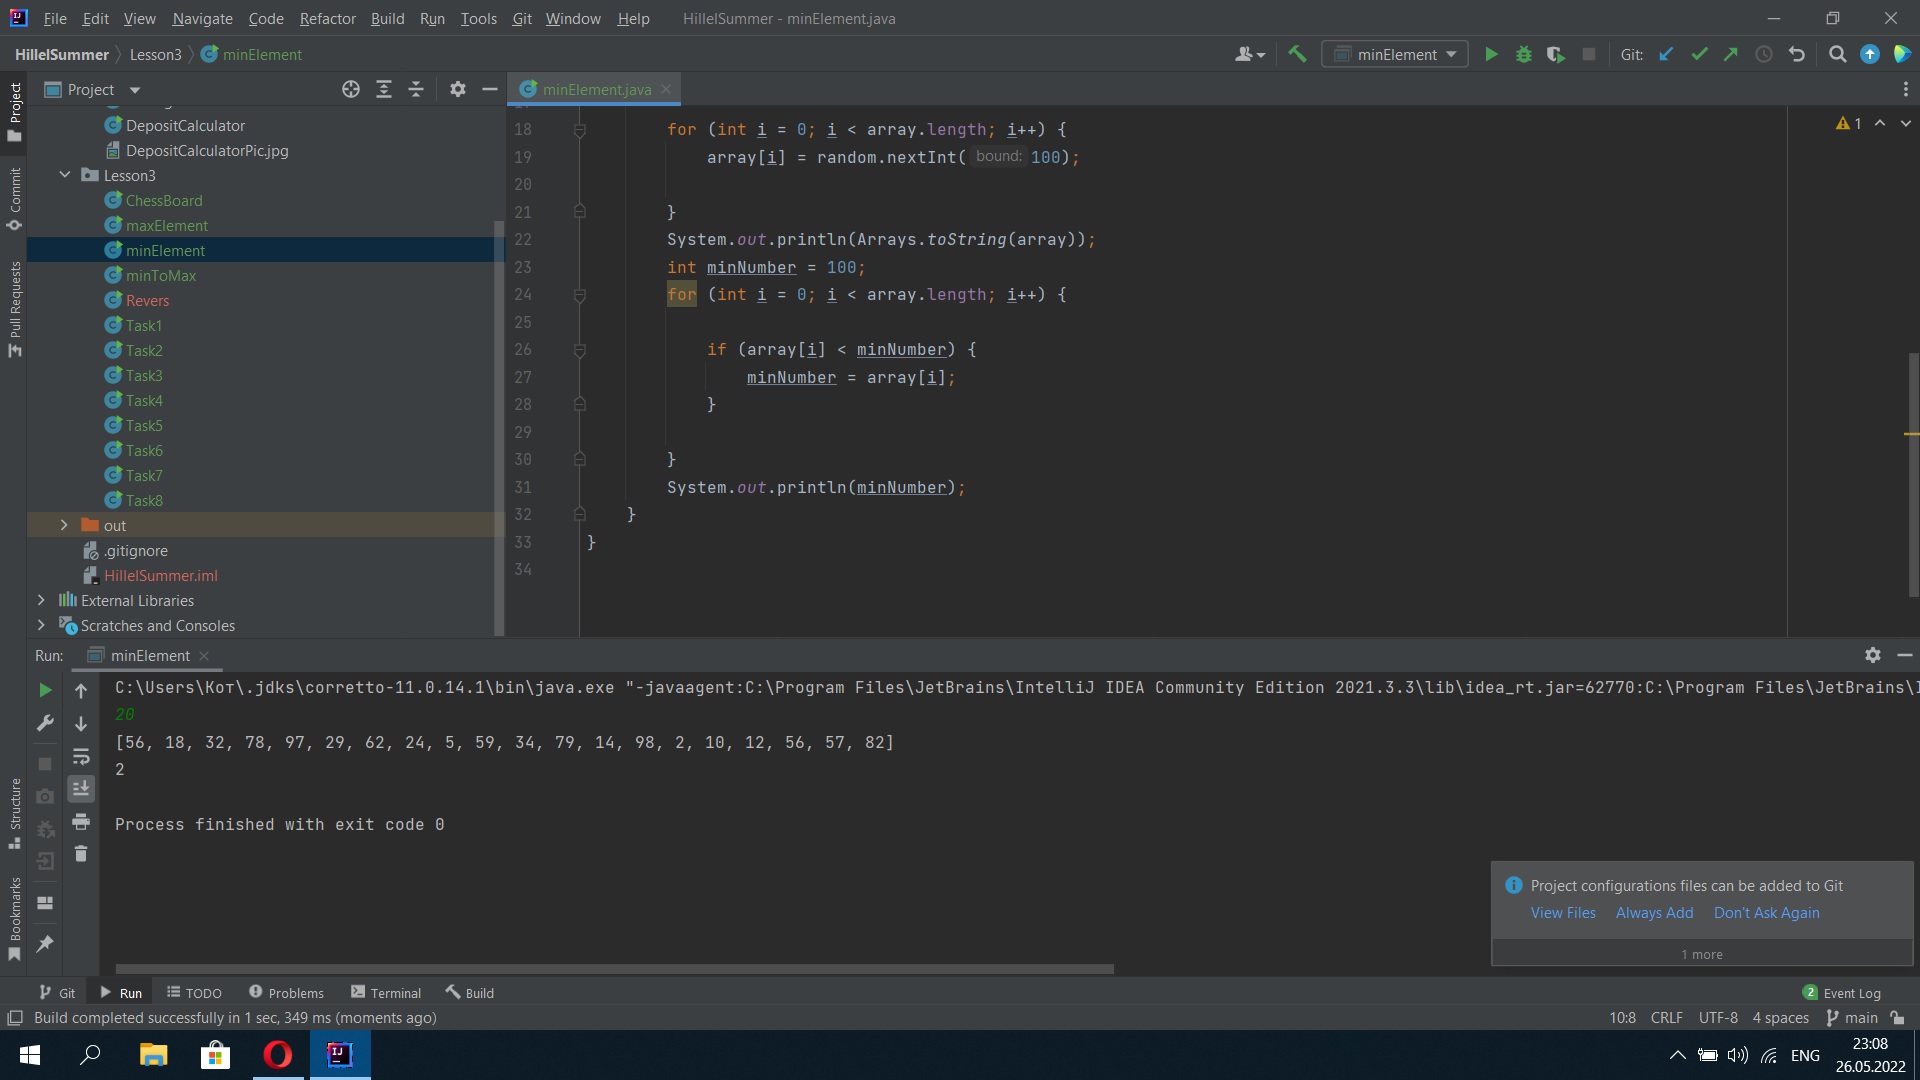 File Edit View Navigate Code Refactor Build Run Tools Git Window Help HillelSummer - minElement.java
HillelSummer Lesson3 minElement
minElement Git:
Project
minElement.java
DepositCalculator
DepositCalculatorPic.jpg
Lesson3
ChessBoard
maxElement
minElement
minToMax
Revers
Task1
Task2
Task3
Task4
Task5
Task6
Task7
Task8
out
.gitignore
HillelSummer.iml
External Libraries
Scratches and Consoles
Project
Commit
Pull Requests
Structure
Bookmarks
1
18 for (int i = 0; i < array.length; i++) {
19 array[i] = random.nextInt( bound: 100);
20
21 }
22 System.out.println(Arrays.toString(array));
23 int minNumber = 100;
24 for (int i = 0; i < array.length; i++) {
25
26 if (array[i] < minNumber) {
27 minNumber = array[i];
28 }
29
30 }
31 System.out.println(minNumber);
32 }
33 }
34
Run: minElement
C:\Users\Кот\.jdks\corretto-11.0.14.1\bin\java.exe "-javaagent:C:\Program Files\JetBrains\IntelliJ IDEA Community Edition 2021.3.3\lib\idea_rt.jar=62770:C:\Program Files\JetBrains\
20
[56, 18, 32, 78, 97, 29, 62, 24, 5, 59, 34, 79, 14, 98, 2, 10, 12, 56, 57, 82]
2
Process finished with exit code 0
Project configurations files can be added to Git
View Files Always Add Don't Ask Again
1 more
Git Run TODO Problems Terminal Build
2 Event Log
Build completed successfully in 1 sec, 349 ms (moments ago)
10:8 CRLF UTF-8 4 spaces main
IJ
ENG
23:08
26.05.2022